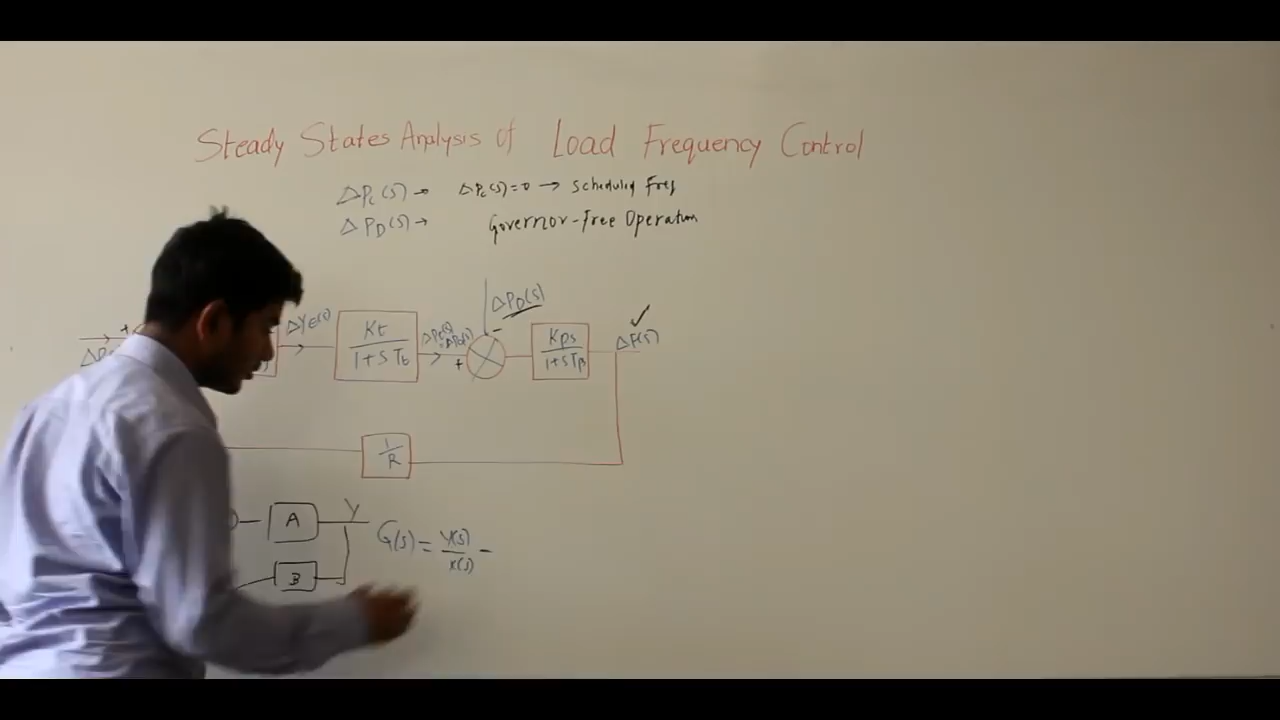 Steady States Analysis of Load Frequency Control
ΔPc(s) → ΔPc(s)=0 → Scheduling Freq
ΔPD(s) → Governor-Free Operation
ΔPD(s)
-
ΔYE(s)
Kt
1+sTt
+
Kps
1+sTp
ΔF(s)
✓
+
1
R
A
Y
B
G(s) = Y(s)
x(s)
=